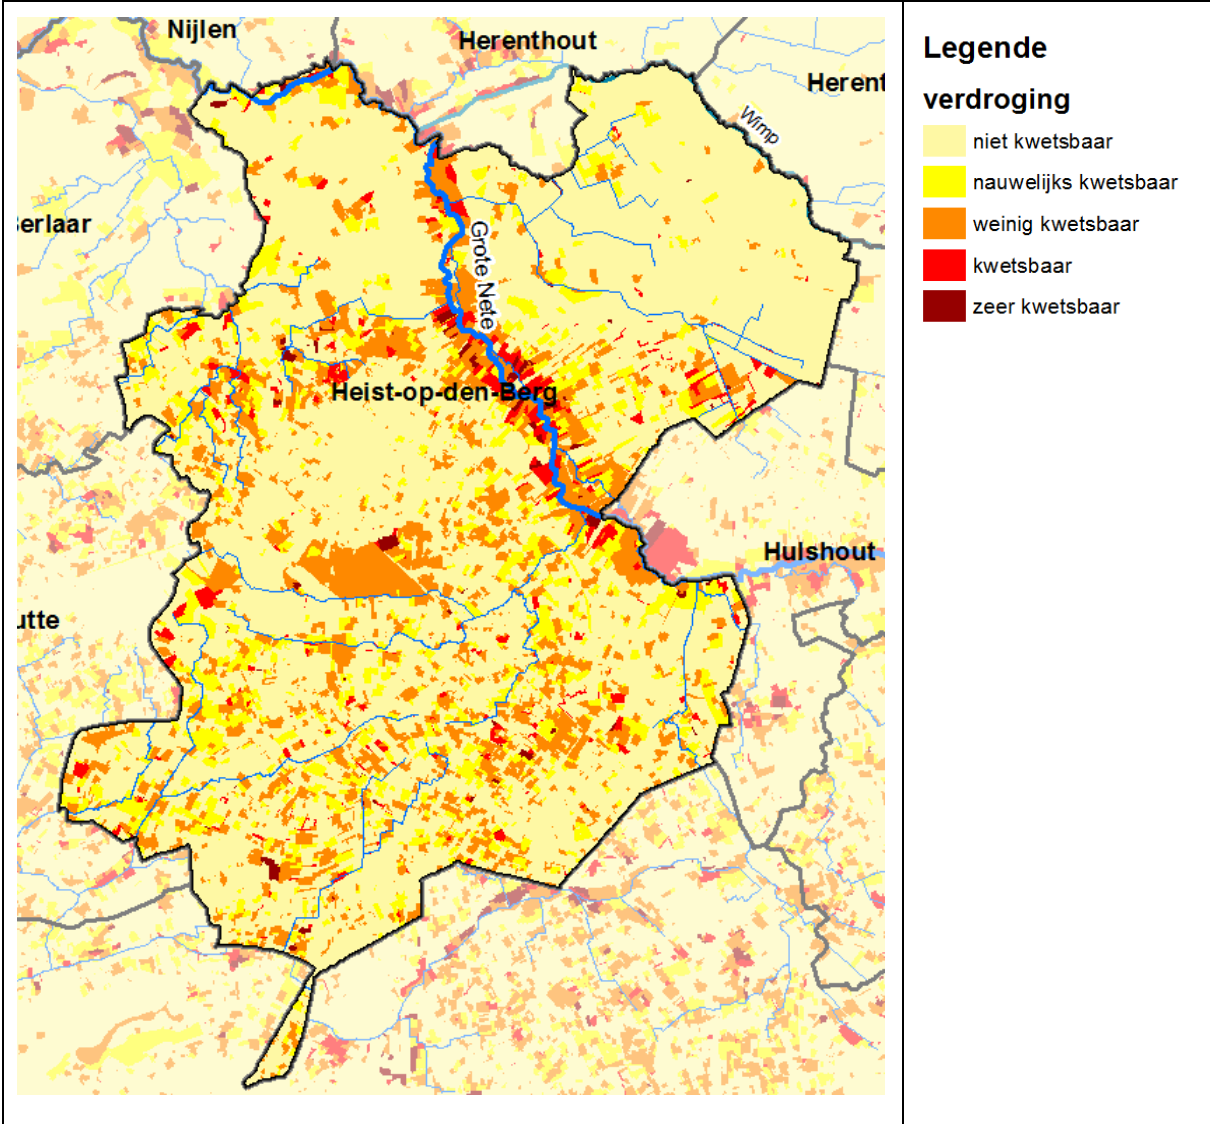 Nijlen
Herenthout
Herent
Wimp
Berlaar
Grote Nete
Heist-op-den-Berg
Hulshout
utte
Legende
verdroging
niet kwetsbaar
nauwelijks kwetsbaar
weinig kwetsbaar
kwetsbaar
zeer kwetsbaar